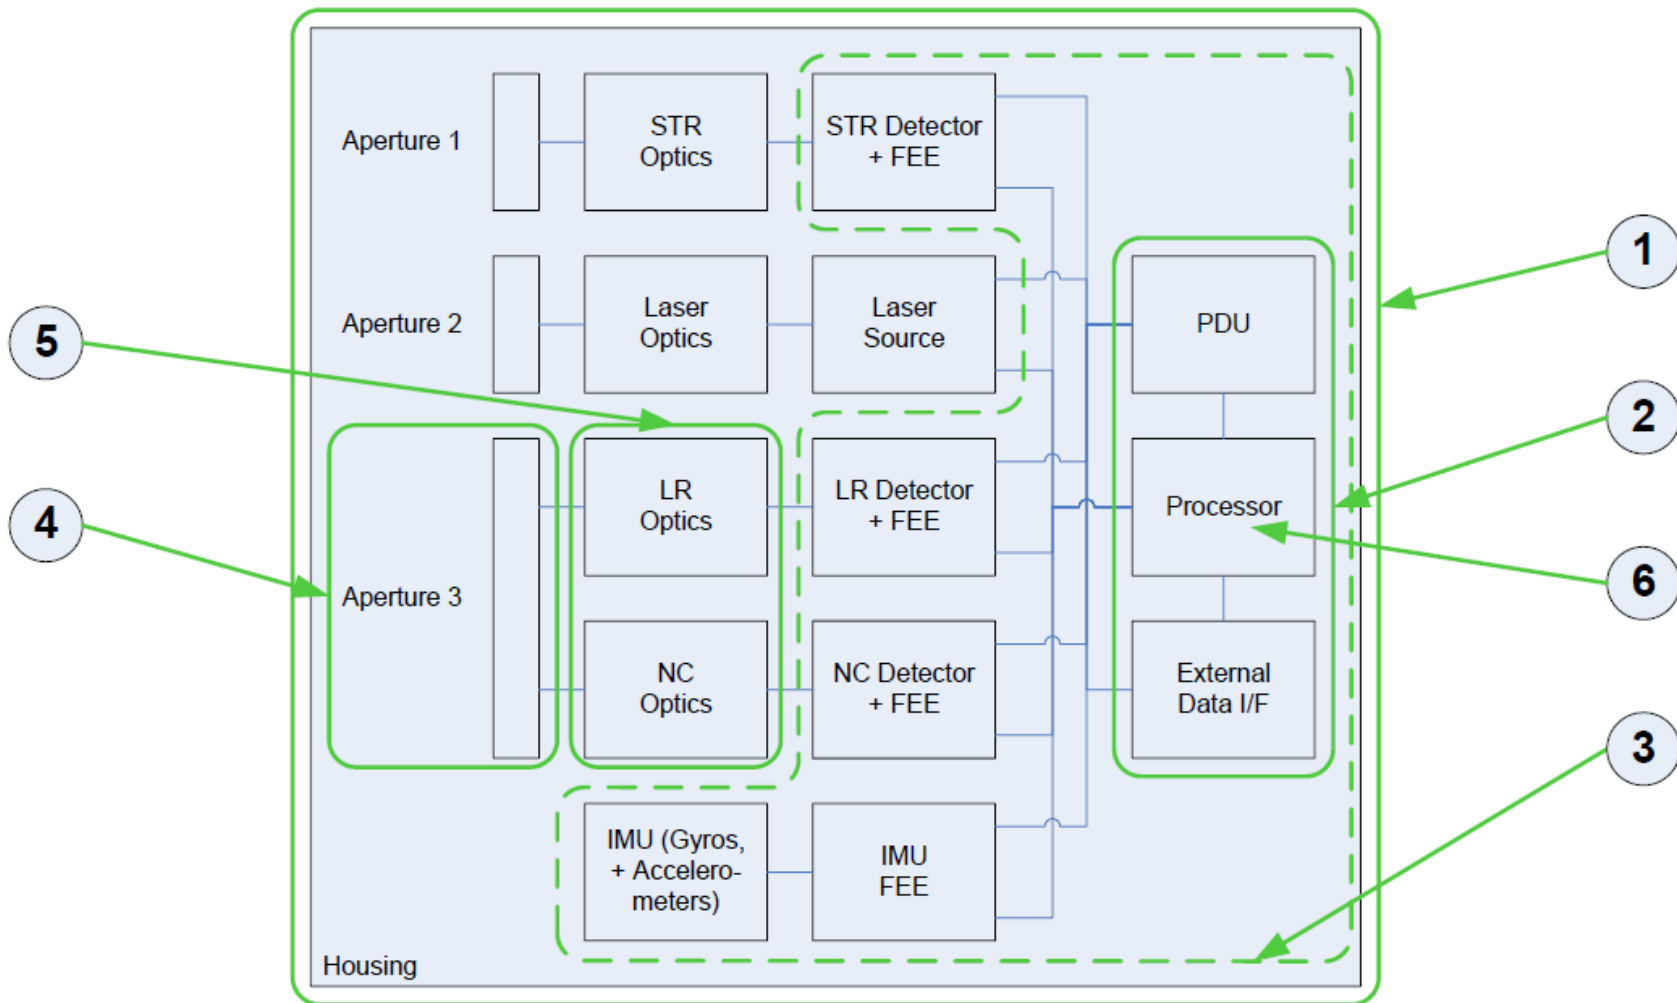 Aperture 1
STR
Optics
STR Detector
+ FEE
1
Aperture 2
Laser
Optics
Laser
Source
PDU
5
2
4
LR
Optics
LR Detector
+ FEE
Processor
Aperture 3
6
NC
Optics
NC Detector
+ FEE
External
Data I/F
3
IMU (Gyros,
+ Accelero-
meters)
IMU
FEE
Housing